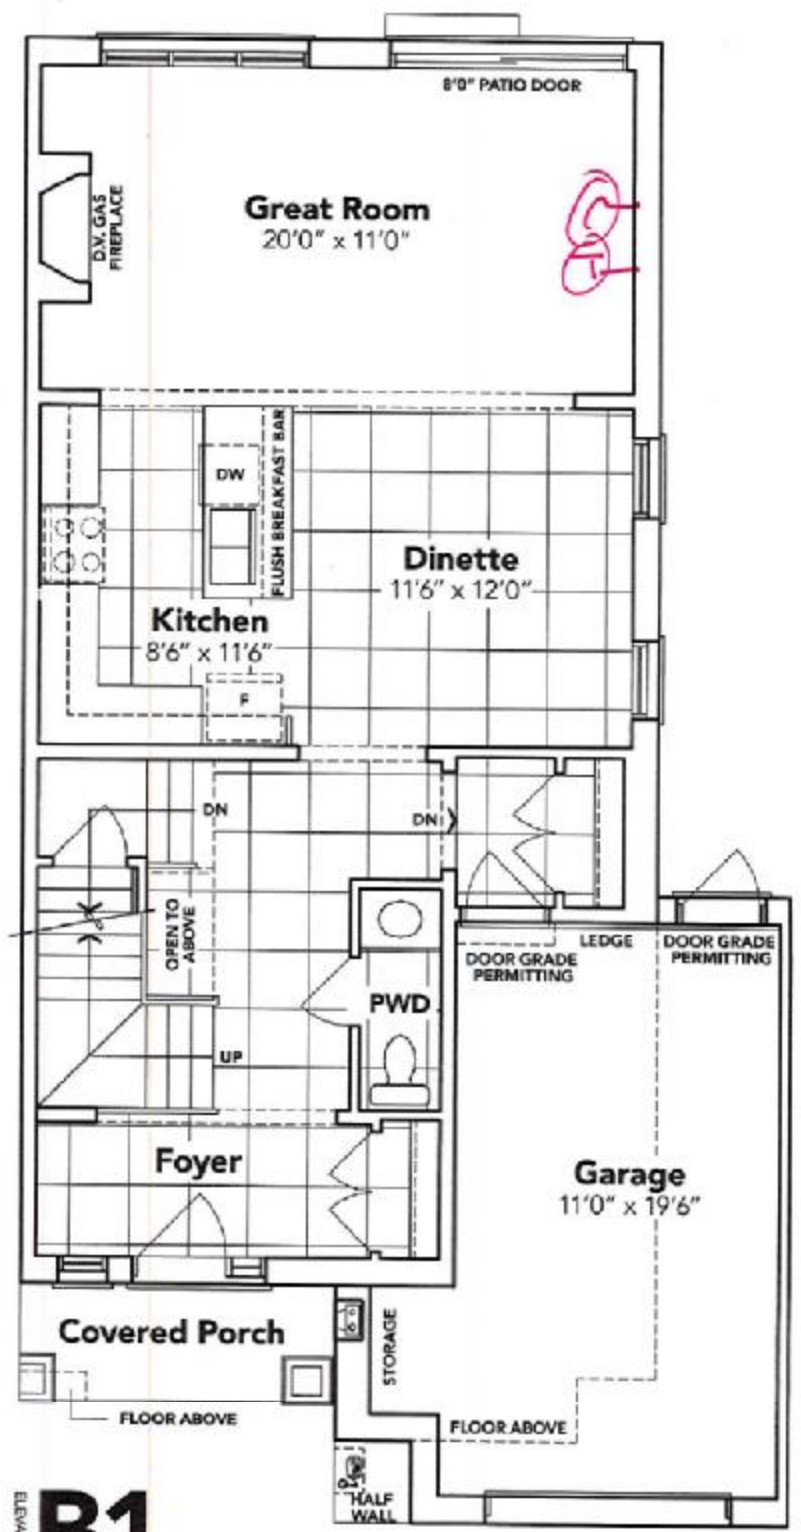 8'0" PATIO DOOR
D.V. GAS
FIREPLACE
Great Room
20'0" x 11'0"
C
T
DW
FLUSH BREAKFAST BAR
Dinette
11'6" x 12'0"
Kitchen
8'6" x 11'6"
F
DN
DN
OPEN TO
ABOVE
LEDGE
DOOR GRADE
PERMITTING
DOOR GRADE
PERMITTING
PWD
UP
Foyer
Garage
11'0" x 19'6"
Covered Porch
STORAGE
FLOOR ABOVE
FLOOR ABOVE
HALF
WALL
B1